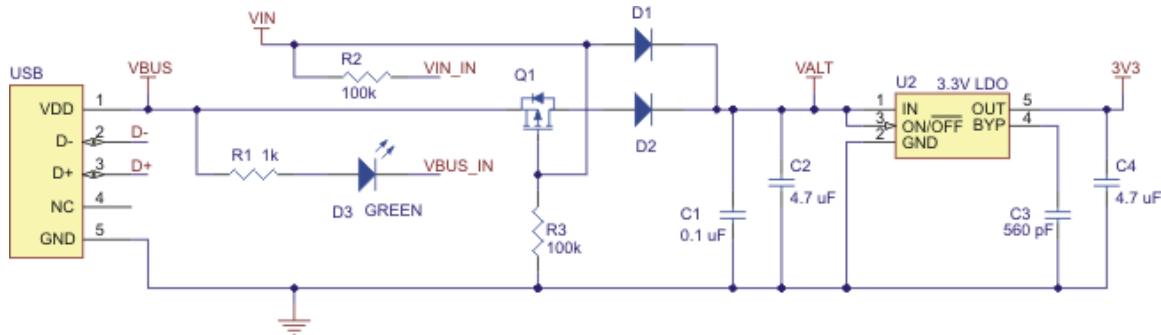 VIN
D1
R2
100k
VIN_IN
USB
VBUS
Q1
VALT
U2
3.3V LDO
3V3
VDD
1
D-
2
D-
D+
3
D+
NC
4
GND
5
R1 1k
VBUS_IN
D3
GREEN
D2
1
IN
OUT
5
3
ON/OFF
BYP
4
2
GND
R3
100k
C1
0.1 uF
C2
4.7 uF
C3
560 pF
C4
4.7 uF